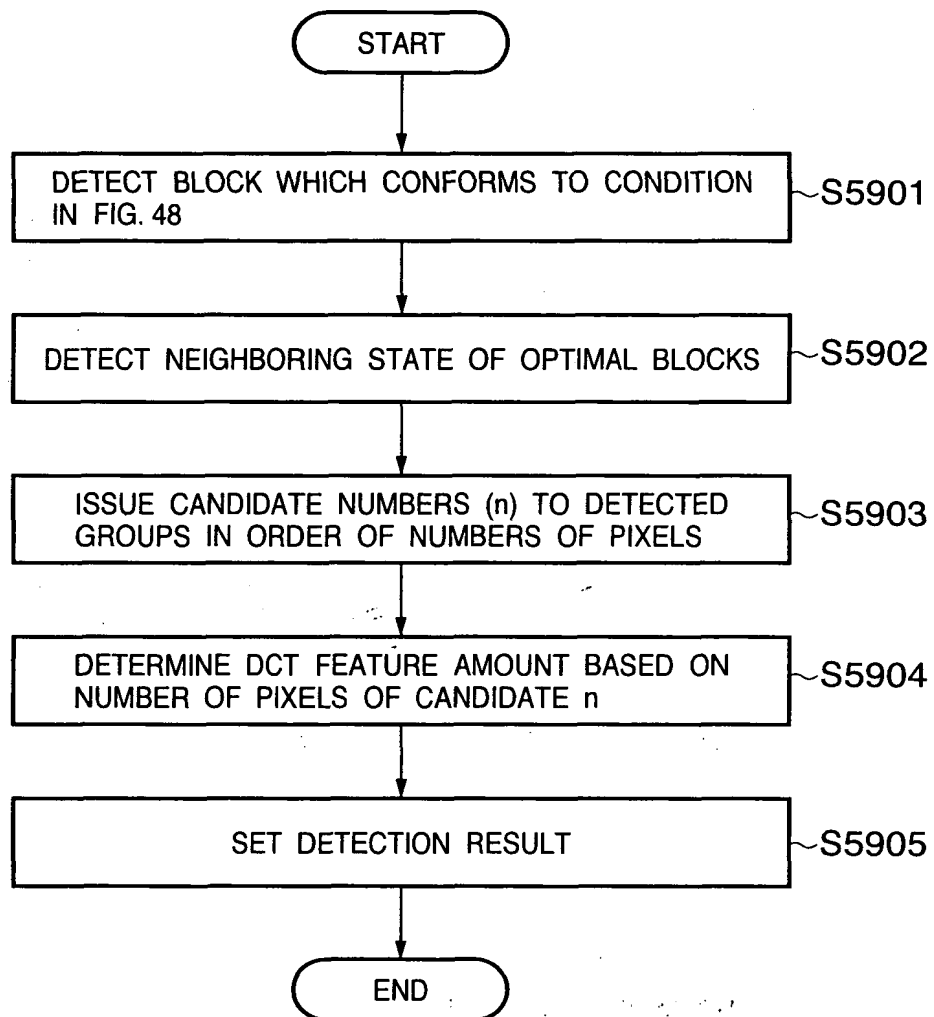 START
DETECT BLOCK WHICH CONFORMS TO CONDITION
IN FIG. 48
S5901
DETECT NEIGHBORING STATE OF OPTIMAL BLOCKS
S5902
ISSUE CANDIDATE NUMBERS (n) TO DETECTED
GROUPS IN ORDER OF NUMBERS OF PIXELS
S5903
DETERMINE DCT FEATURE AMOUNT BASED ON
NUMBER OF PIXELS OF CANDIDATE n
S5904
SET DETECTION RESULT
S5905
END